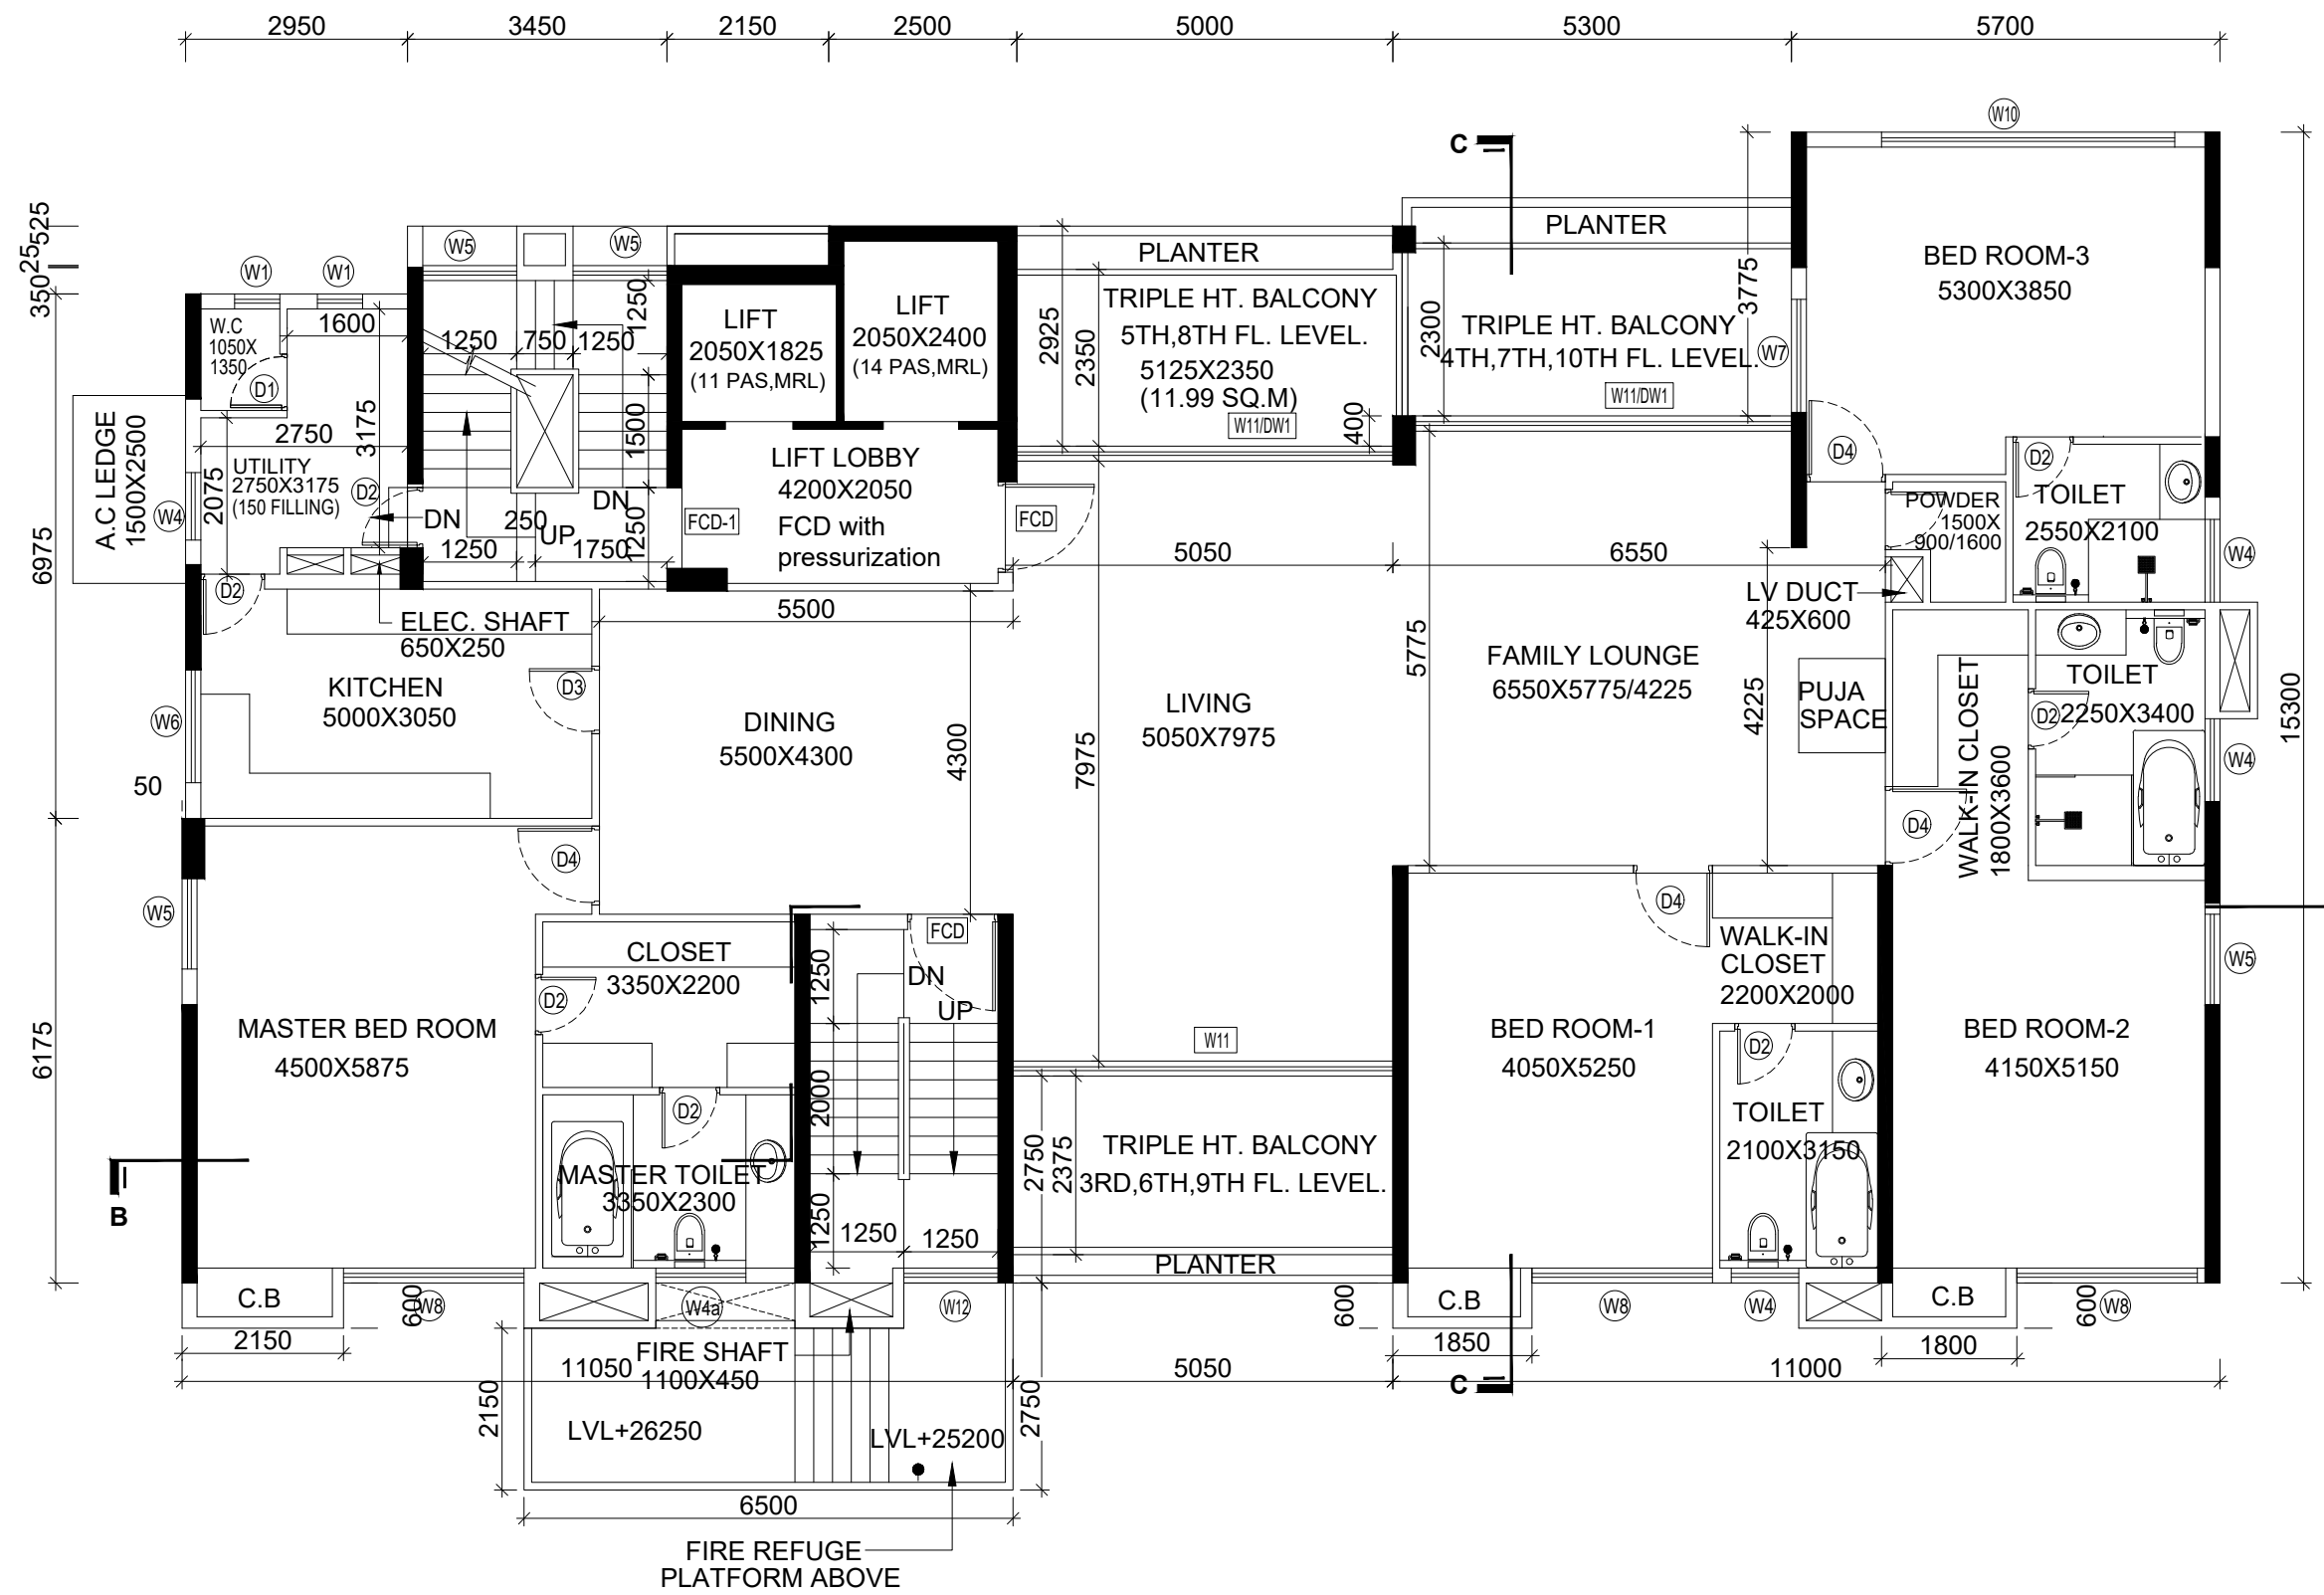 2950
3450
2150
2500
5000
5300
5700
W10
C
PLANTER
PLANTER
BED ROOM-3
5300X3850
525
25
350
W1
W1
W5
W5
1250
3775
2925
2350
2300
W.C
1050X
1350
1600
1250
750
1250
LIFT
2050X1825
(11 PAS,MRL)
LIFT
2050X2400
(14 PAS,MRL)
TRIPLE HT. BALCONY
5TH,8TH FL. LEVEL.
5125X2350
(11.99 SQ.M)
W11/DW1
400
TRIPLE HT. BALCONY
4TH,7TH,10TH FL. LEVEL.
W11/DW1
W7
D1
A.C LEDGE
1500X2500
2750
3175
2075
UTILITY
2750X3175
(150 FILLING)
D2
W4
1500
LIFT LOBBY
4200X2050
FCD with
pressurization
FCD-1
FCD
D4
D2
TOILET
2550X2100
POWDER
1500X
900/1600
DN
DN
250
UP
1250
1750
1250
5050
6550
W4
6975
D2
ELEC. SHAFT
650X250
5500
LV DUCT
425X600
KITCHEN
5000X3050
D3
W6
DINING
5500X4300
4300
7975
LIVING
5050X7975
5775
FAMILY LOUNGE
6550X5775/4225
4225
PUJA
SPACE
TOILET
2250X3400
D2
W4
WALK-IN CLOSET
1800X3600
15300
50
D4
D4
W5
CLOSET
3350X2200
D2
FCD
1250
DN
UP
D4
WALK-IN
CLOSET
2200X2000
W5
6175
MASTER BED ROOM
4500X5875
W11
BED ROOM-1
4050X5250
D2
BED ROOM-2
4150X5150
D2
2000
MASTER TOILET
3350X2300
2750
2375
TRIPLE HT. BALCONY
3RD,6TH,9TH FL. LEVEL.
TOILET
2100X3150
B
1250
1250
1250
PLANTER
C.B
600
W8
W4a
W12
600
C.B
W8
W4
C.B
600
W8
2150
FIRE SHAFT
1100X450
1850
1800
11050
5050
C
11000
2150
LVL+26250
LVL+25200
2750
6500
FIRE REFUGE
PLATFORM ABOVE